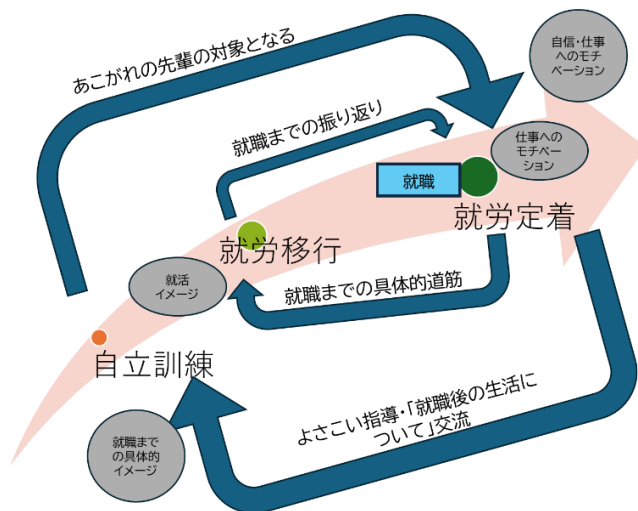 あこがれの先輩の対象となる
自信・仕事
へのモチ
ベーション
就職までの振り返り
仕事への
モチベー
ション
就職
就労定着
就労移行
就活
イメージ
就職までの具体的道筋
自立訓練
よさこい指導・「就職後の生活に
ついて」交流
就職まで
の具体的
イメージ